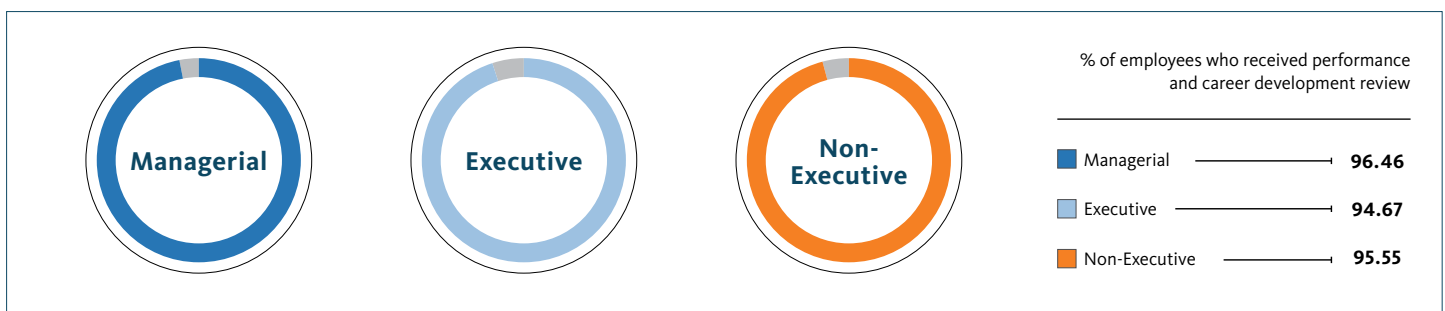 Managerial
Executive
Non-
Executive
% of employees who received performance
and career development review
Managerial 96.46
Executive 94.67
Non-Executive 95.55